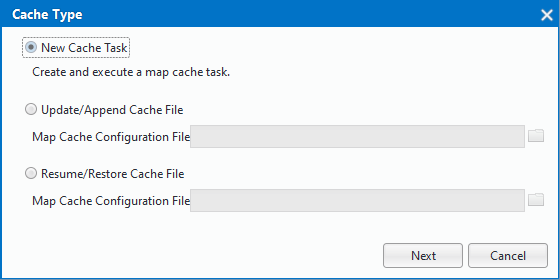 Cache Type
New Cache Task
Create and execute a map cache task.
Update/Append Cache File
Map Cache Configuration File
Resume/Restore Cache File
Map Cache Configuration File
Next Cancel